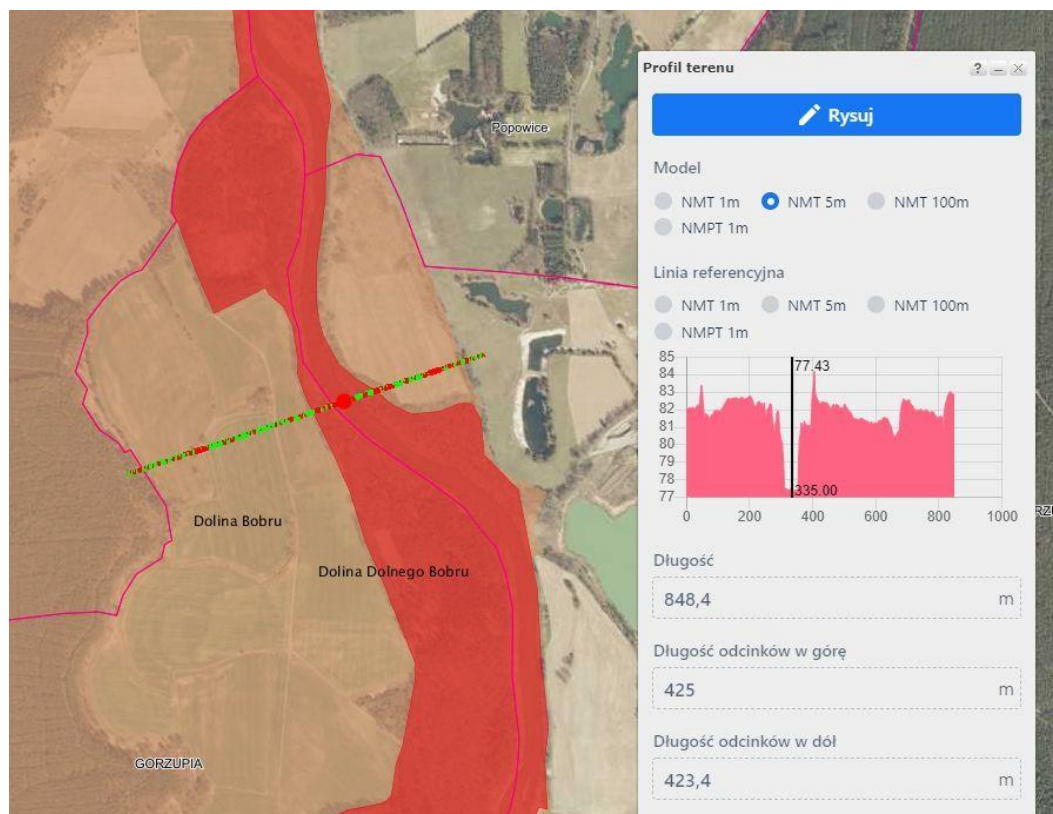 Popowice
Dolina Bobru
Dolina Dolnego Bobru
GORZUPIA
Profil terenu
? – ×
Rysuj
Model
NMT 1m NMT 5m NMT 100m
NMPT 1m
Linia referencyjna
NMT 1m NMT 5m NMT 100m
NMPT 1m
85
84
83
82
81
80
79
78
77
77.43
335.00
0 200 400 600 800 1000
Długość
848,4 m
Długość odcinków w górę
425 m
Długość odcinków w dół
423,4 m